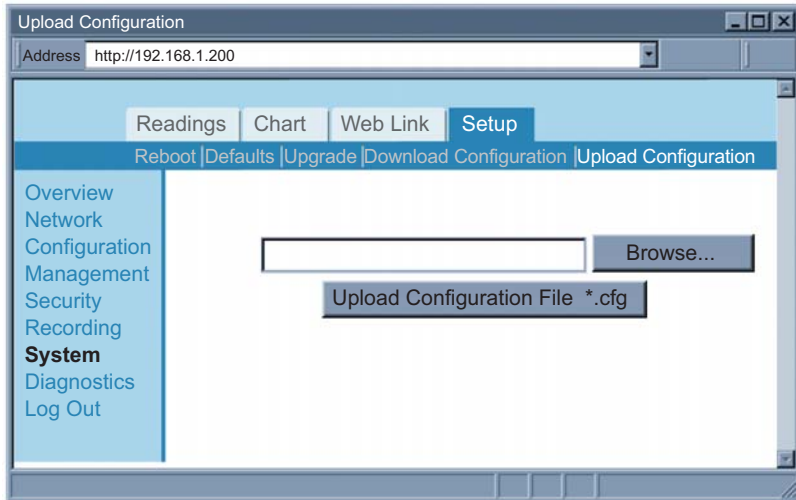 Upload Configuration
Address http://192.168.1.200
Readings Chart Web Link Setup
Reboot |Defaults |Upgrade |Download Configuration |Upload Configuration
Overview
Network
Configuration
Management
Security
Recording
System
Diagnostics
Log Out
Browse...
Upload Configuration File *.cfg